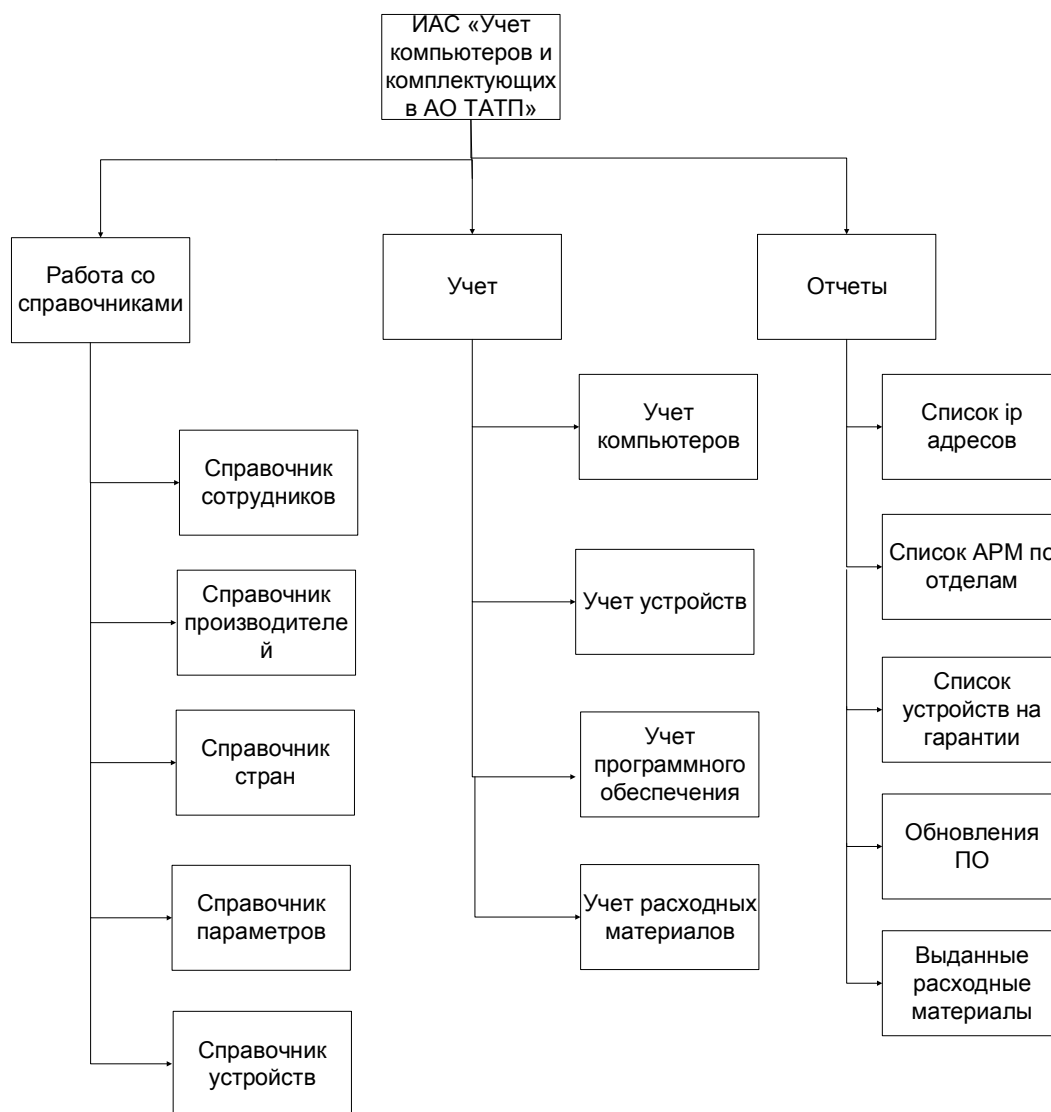 ИАС «Учет
компьютеров и
комплектующих
в АО ТАТП»
Работа со
справочниками
Учет
Отчеты
Справочник
сотрудников
Справочник
производителе
й
Справочник
стран
Справочник
параметров
Справочник
устройств
Учет
компьютеров
Учет устройств
Учет
программного
обеспечения
Учет расходных
материалов
Список ip
адресов
Список АРМ по
отделам
Список
устройств на
гарантии
Обновления
ПО
Выданные
расходные
материалы